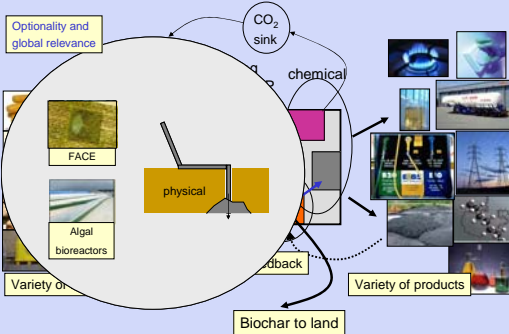 Optionality and
global relevance
CO2
sink
chemical
FACE
physical
Algal
bioreactors
Variety of
edback
Variety of products
Biochar to land